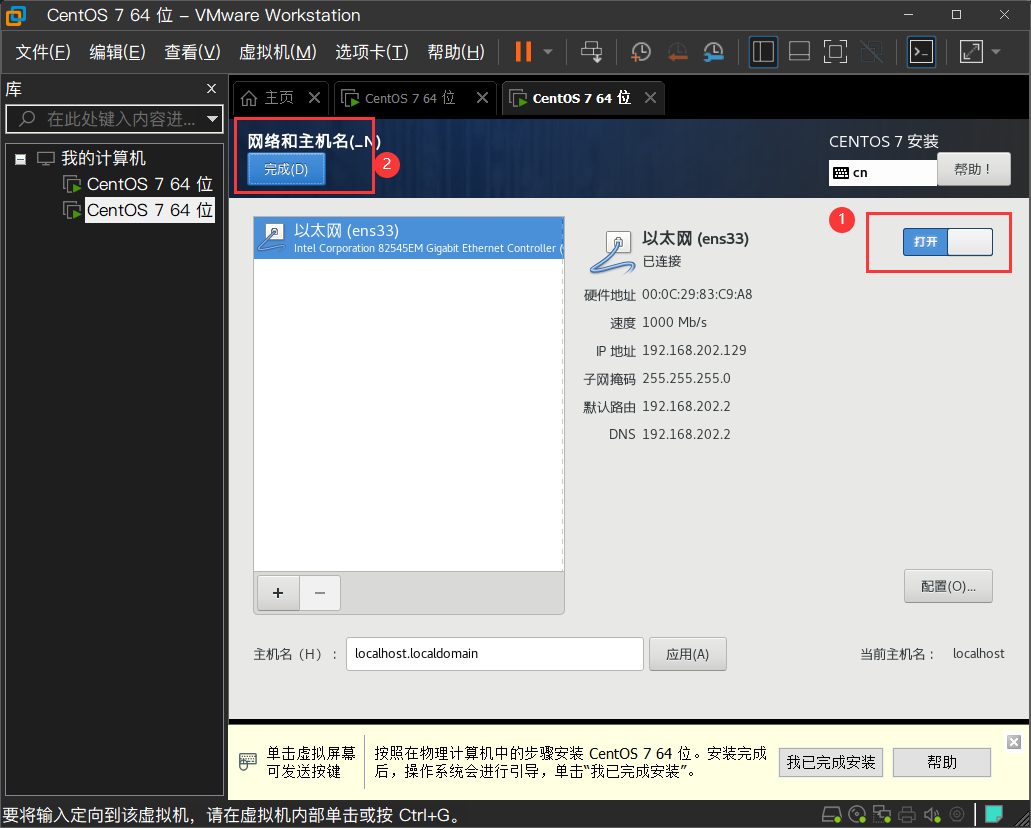 CentOS 7 64 位 – VMware Workstation
文件(F) 编辑(E) 查看(V) 虚拟机(M) 选项卡(T) 帮助(H)
库
在此处键入内容进...
我的计算机
CentOS 7 64 位
CentOS 7 64 位
主页 CentOS 7 64 位 CentOS 7 64 位
网络和主机名(_N)
完成(D)
2
CENTOS 7 安装
cn
帮助！
以太网 (ens33)
Intel Corporation 82545EM Gigabit Ethernet Controller (
1
以太网 (ens33)
已连接
打开
硬件地址 00:0C:29:83:C9:A8
速度 1000 Mb/s
IP 地址 192.168.202.129
子网掩码 255.255.255.0
默认路由 192.168.202.2
DNS 192.168.202.2
+ −
配置(O)...
主机名（H）： localhost.localdomain 应用(A) 当前主机名： localhost
单击虚拟屏幕
可发送按键
按照在物理计算机中的步骤安装 CentOS 7 64 位。安装完成
后，操作系统会进行引导，单击“我已完成安装”。
我已完成安装 帮助
要将输入定向到该虚拟机，请在虚拟机内部单击或按 Ctrl+G。